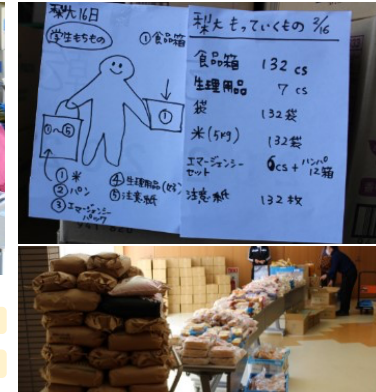 梨大16日
学生もちもの
①食品箱
①
①〜⑤
①米
②パン
③エマージェンシーパック
④生理用品(女子)
⑤注意紙
梨大もっていくもの 2/16
食品箱 132 cs
生理用品 7 cs
袋 132袋
米(5kg) 132袋
エマージェンシーセット 6cs+ハンパ12箱
注意紙 132枚